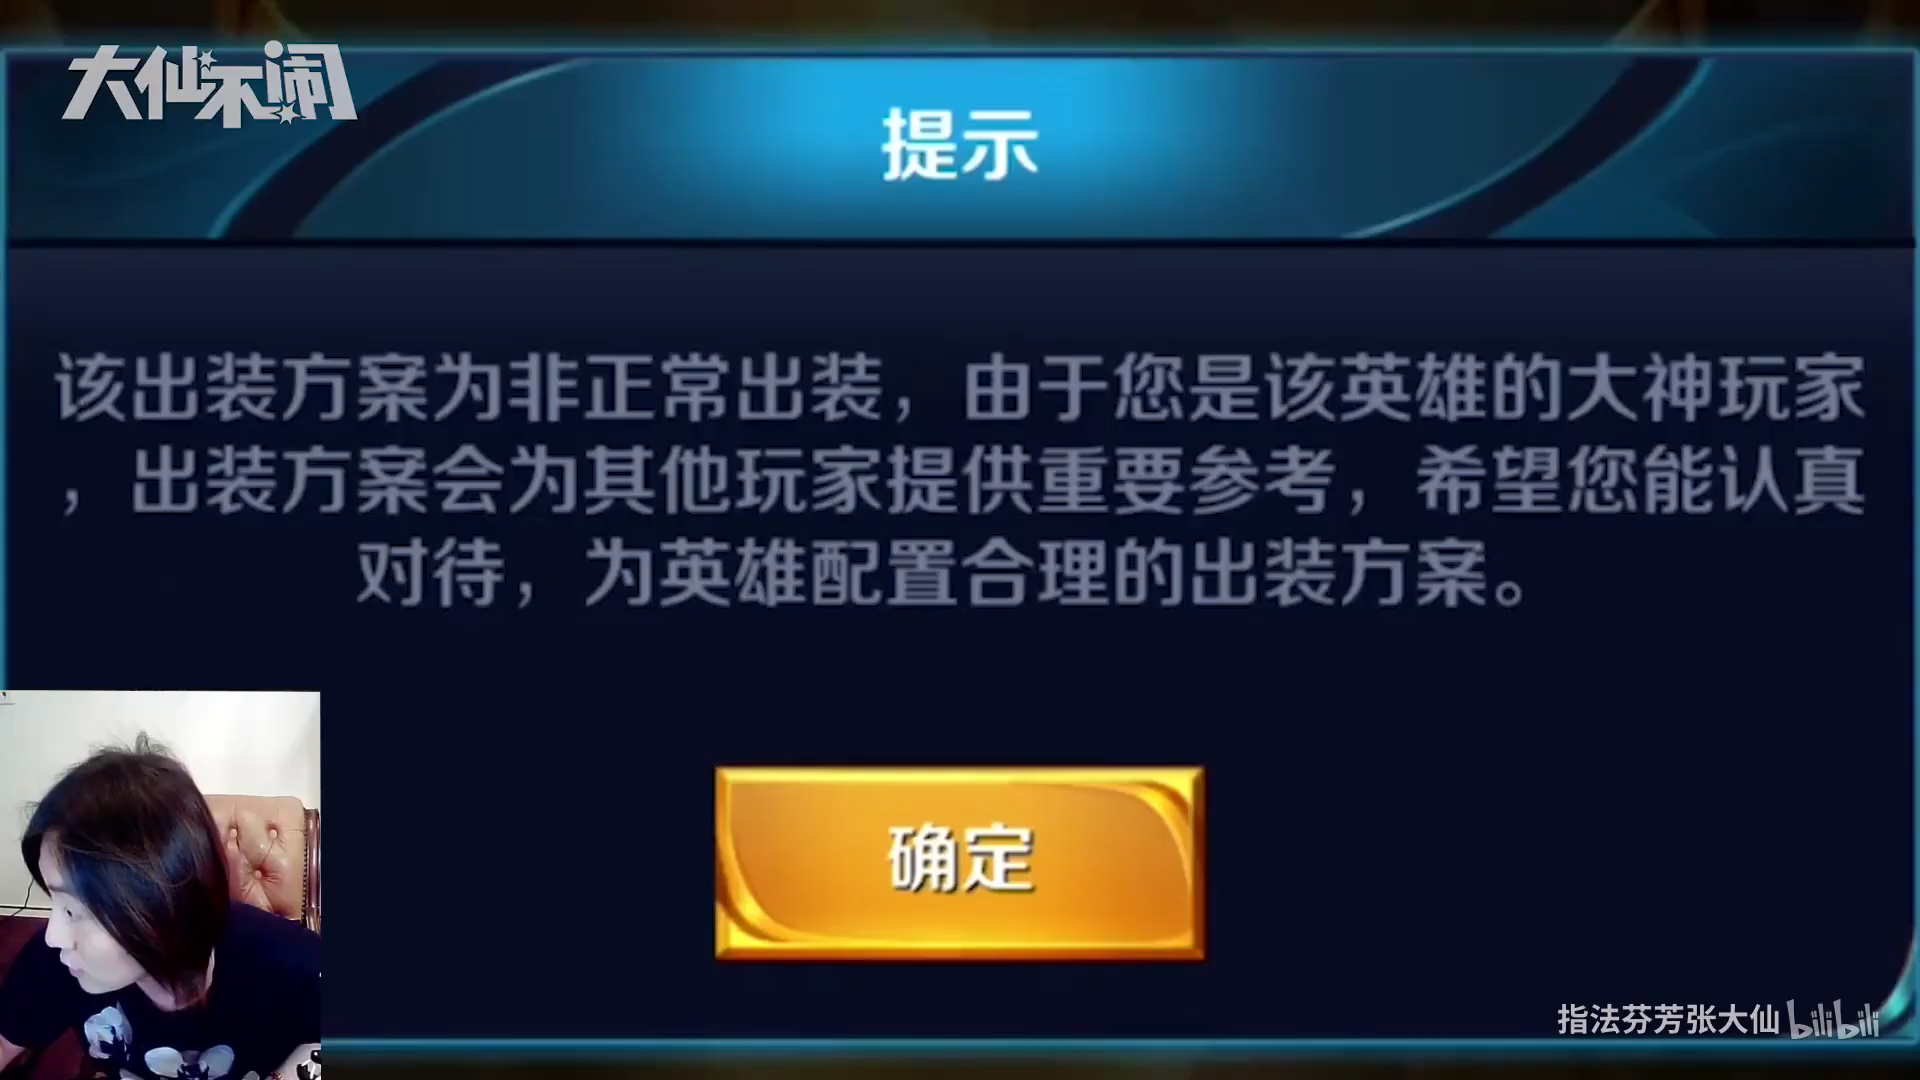 大仙不闹
提示
该出装方案为非正常出装，由于您是该英雄的大神玩家
，出装方案会为其他玩家提供重要参考，希望您能认真
对待，为英雄配置合理的出装方案。
确定
指法芬芳张大仙 bilibili